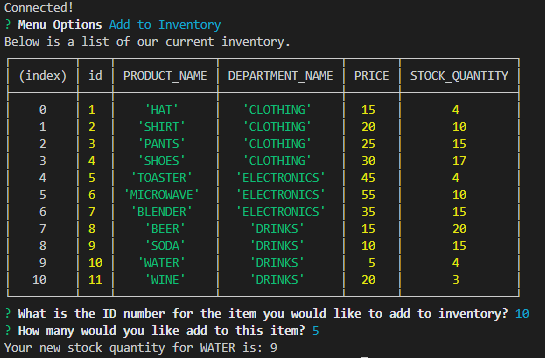 Connected!
? Menu Options Add to Inventory
Below is a list of our current inventory.
(index) id PRODUCT_NAME DEPARTMENT_NAME PRICE STOCK_QUANTITY
0 1 'HAT' 'CLOTHING' 15 4
1 2 'SHIRT' 'CLOTHING' 20 10
2 3 'PANTS' 'CLOTHING' 25 15
3 4 'SHOES' 'CLOTHING' 30 17
4 5 'TOASTER' 'ELECTRONICS' 45 4
5 6 'MICROWAVE' 'ELECTRONICS' 55 10
6 7 'BLENDER' 'ELECTRONICS' 35 15
7 8 'BEER' 'DRINKS' 15 20
8 9 'SODA' 'DRINKS' 10 15
9 10 'WATER' 'DRINKS' 5 4
10 11 'WINE' 'DRINKS' 20 3
? What is the ID number for the item you would like to add to inventory? 10
? How many would you like add to this item? 5
Your new stock quantity for WATER is: 9